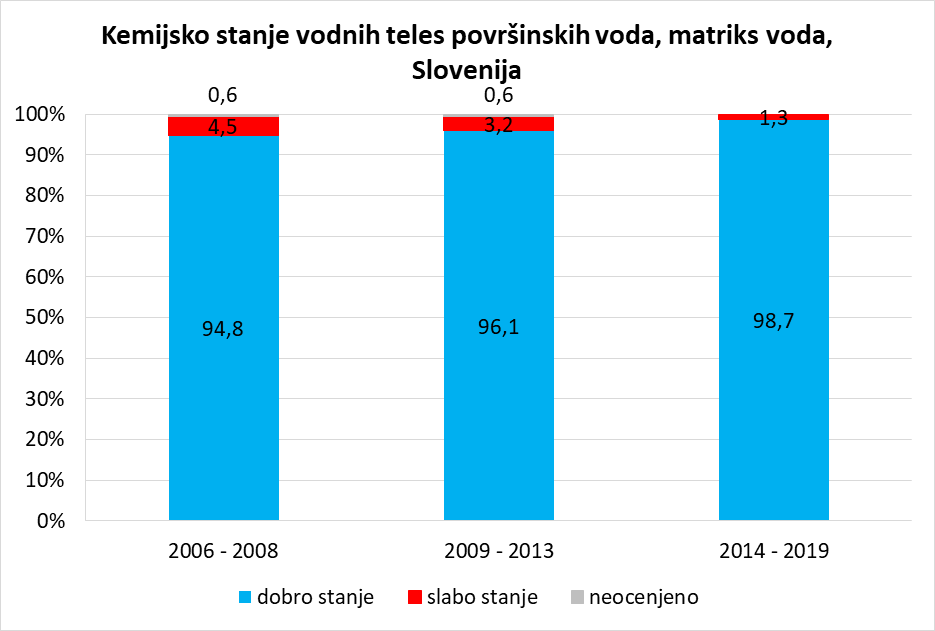 Kemijsko stanje vodnih teles površinskih voda, matriks voda,
Slovenija
0,6
0,6
100%
4,5
3,2
1,3
90%
80%
70%
60%
50%
94,8
96,1
98,7
40%
30%
20%
10%
0%
2006 - 2008
2009 - 2013
2014 - 2019
dobro stanje
slabo stanje
neocenjeno